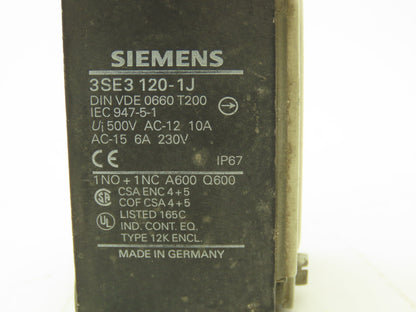 SIEMENS
3SE3 120-1J
DIN VDE 0660 T200
IEC 947-5-1
Ui 500V AC-12 10A
AC-15 6A 230V
CE IP67
1NO + 1NC A600 Q600
CSA ENC 4+5
COF CSA 4+5
LISTED 165C
UL IND. CONT. EQ.
TYPE 12K ENCL.
MADE IN GERMANY